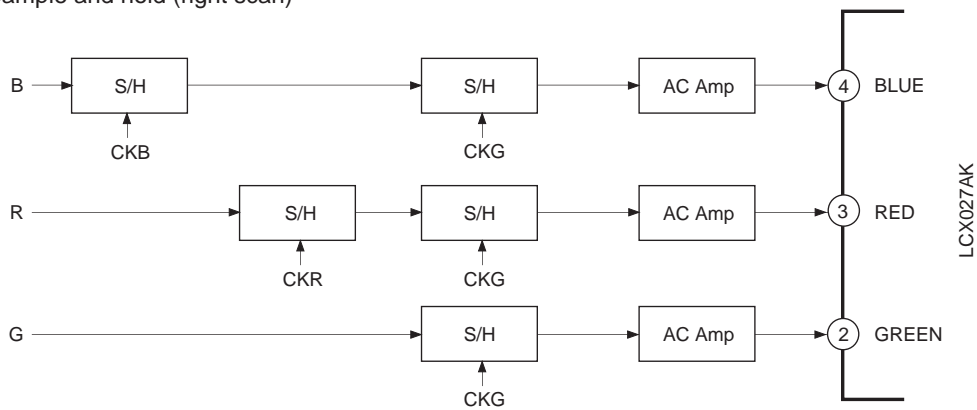 ample and hold (right scan)
B S/H S/H AC Amp 4 BLUE
CKB CKG
R S/H S/H AC Amp 3 RED
CKR CKG
G S/H AC Amp 2 GREEN
CKG
LCX027AK